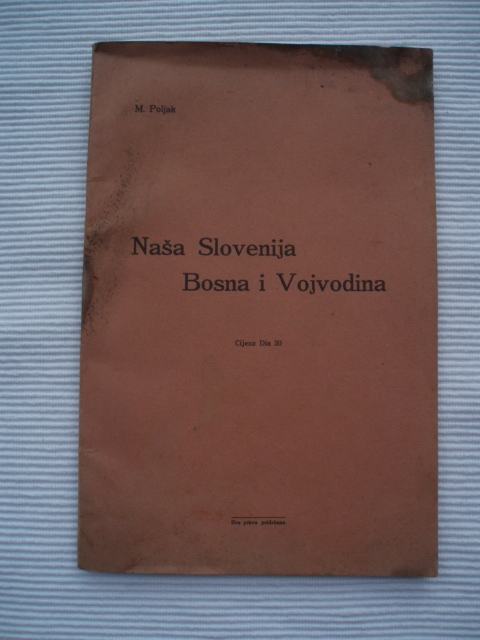 M. Poljak
Naša Slovenija
Bosna i Vojvodina
Cijena Din 30
Sva prava pridržana